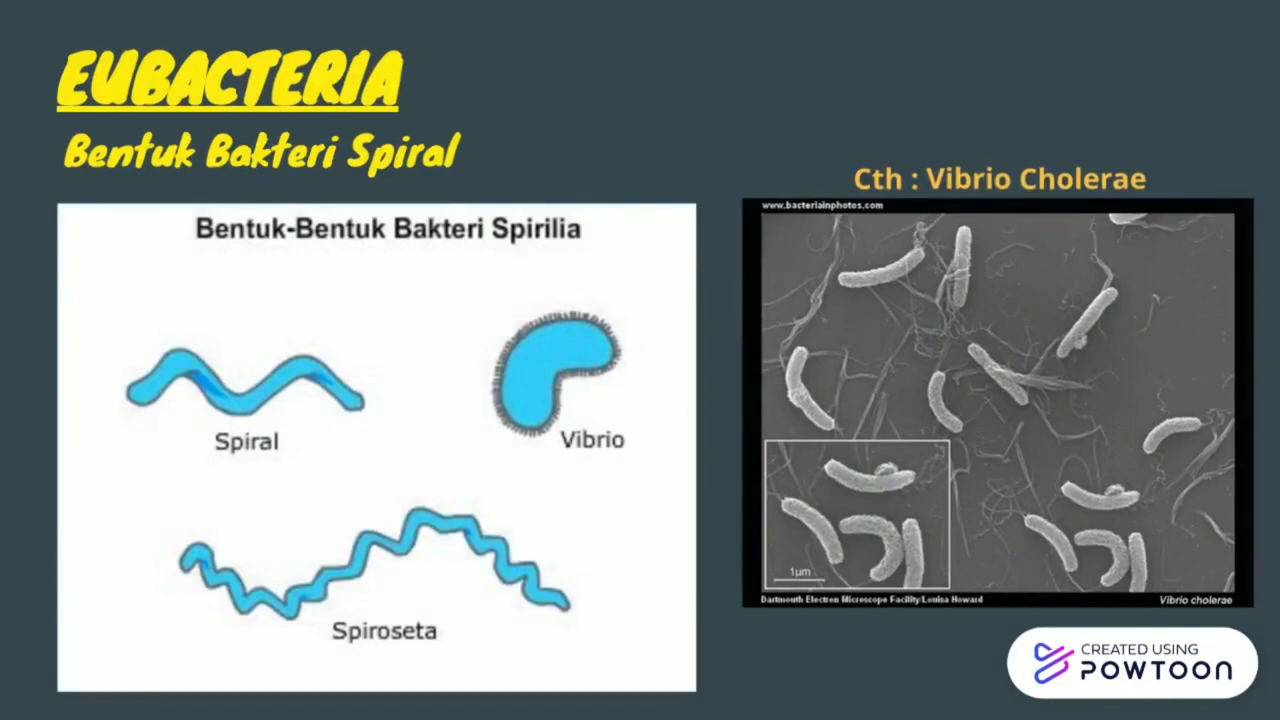 EUBACTERIA
Bentuk Bakteri Spiral
Bentuk-Bentuk Bakteri Spirilia
Spiral
Vibrio
Spiroseta
Cth : Vibrio Cholerae
www.bacteriainphotos.com
1µm
Dartmouth Electron Microscope Facility/Louisa Howard
Vibrio cholerae
CREATED USING
POWTOON